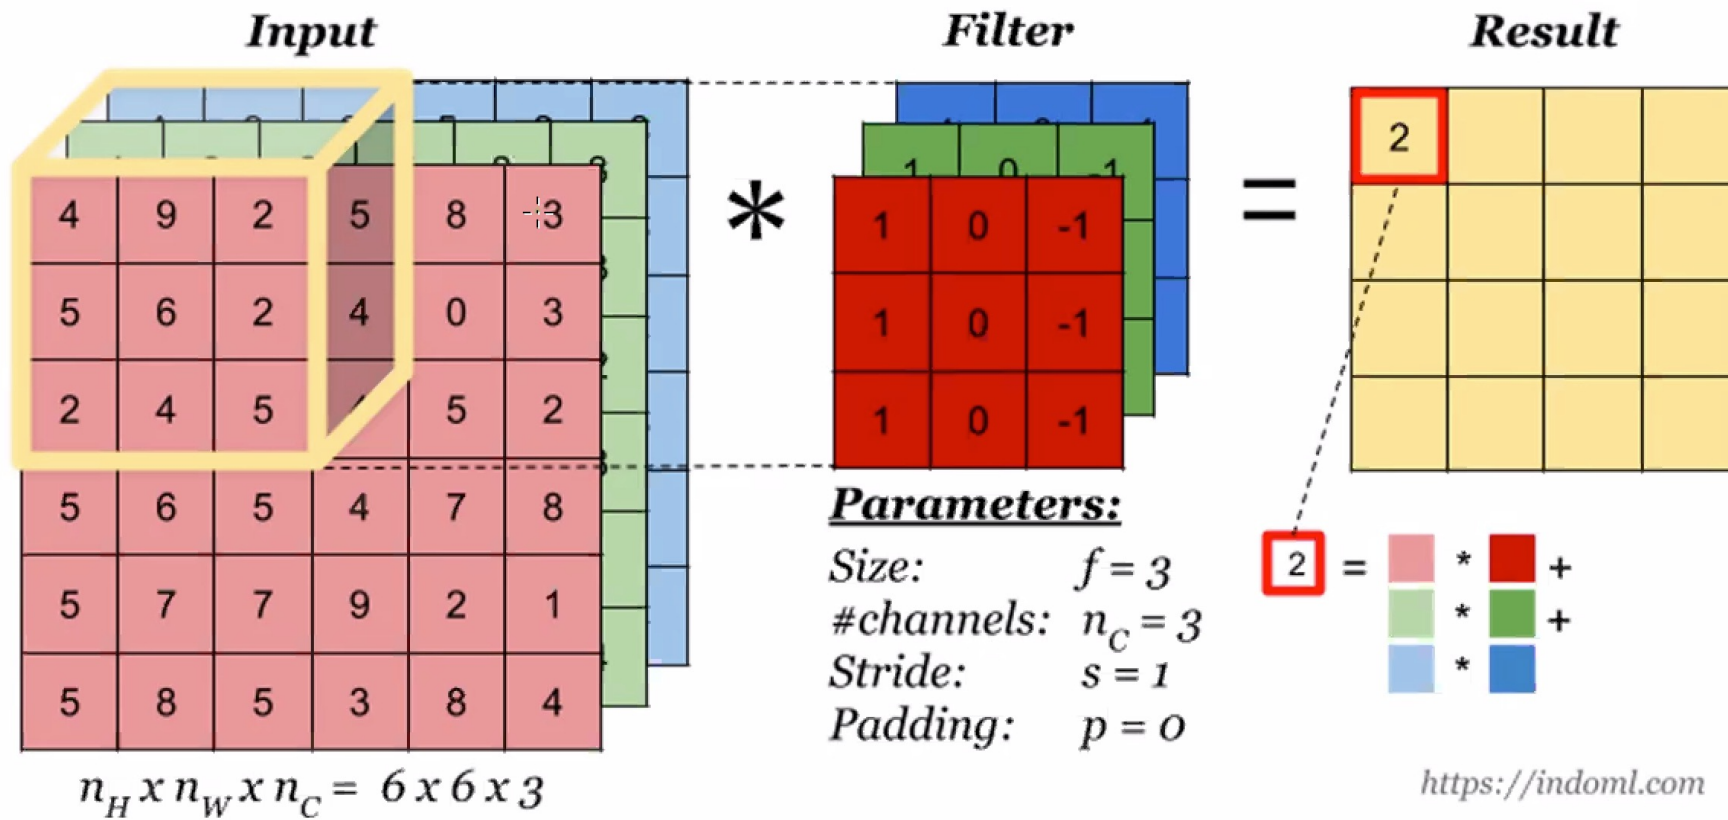 Input
Filter
Result
4 9 2 5 8 3
5 6 2 4 0 3
2 4 5 5 2
5 6 5 4 7 8
5 7 7 9 2 1
5 8 5 3 8 4
n_H x n_W x n_C = 6 x 6 x 3
*
1 0 -1
1 0 -1
1 0 -1
1 0 -1
=
2
Parameters:
Size: f = 3
#channels: n_C = 3
Stride: s = 1
Padding: p = 0
2 = * +
* +
*
https://indoml.com